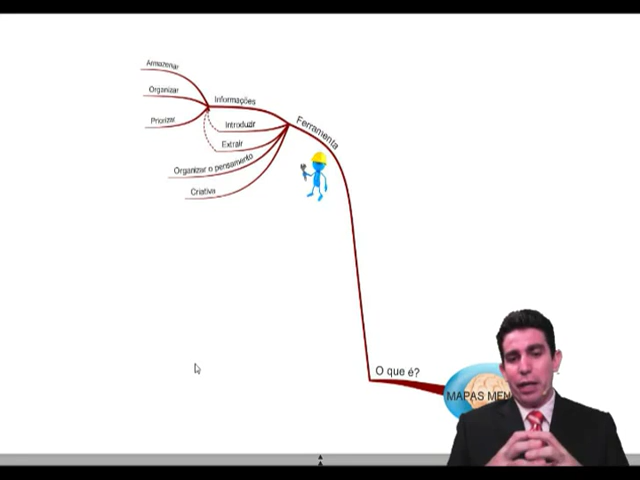 Armazenar
Organizar
Priorizar
Informações
Introduzir
Extrair
Organizar o pensamento
Criativa
Ferramenta
O que é?
MAPAS MEN